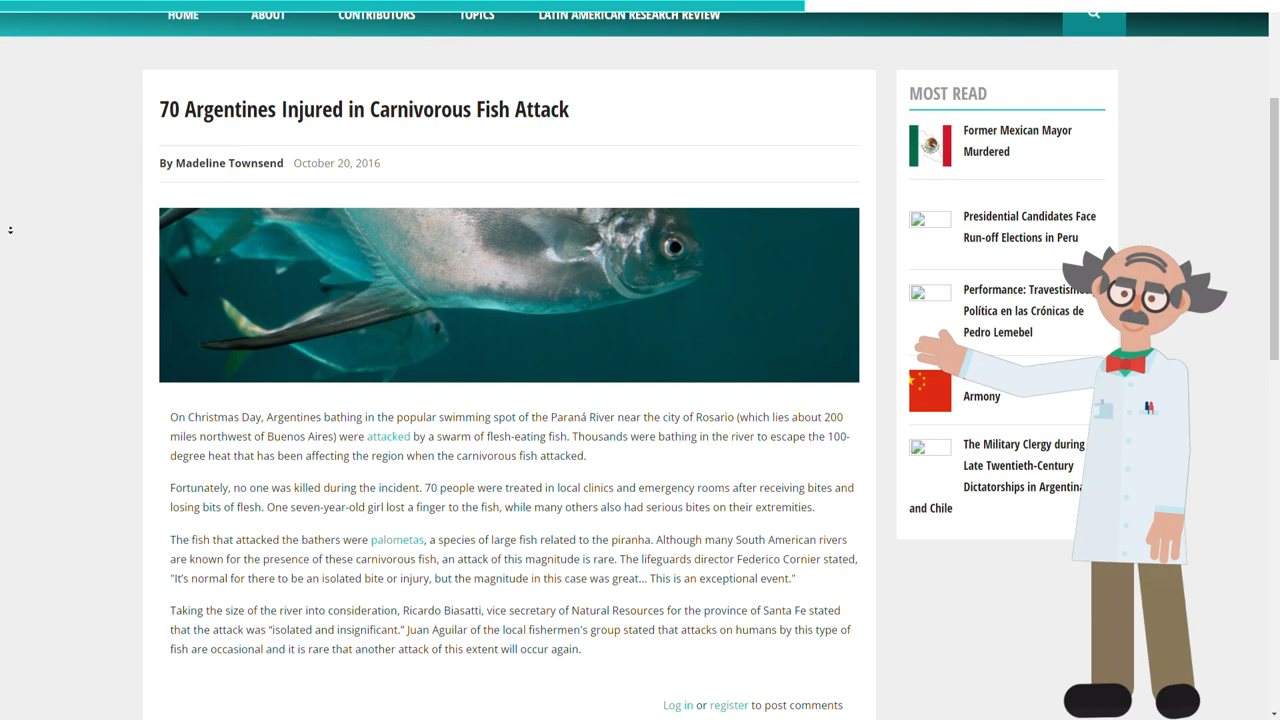 HOME ABOUT CONTRIBUTORS TOPICS LATIN AMERICAN RESEARCH REVIEW
70 Argentines Injured in Carnivorous Fish Attack
By Madeline Townsend October 20, 2016
On Christmas Day, Argentines bathing in the popular swimming spot of the Paraná River near the city of Rosario (which lies about 200
miles northwest of Buenos Aires) were attacked by a swarm of flesh-eating fish. Thousands were bathing in the river to escape the 100-
degree heat that has been affecting the region when the carnivorous fish attacked.
Fortunately, no one was killed during the incident. 70 people were treated in local clinics and emergency rooms after receiving bites and
losing bits of flesh. One seven-year-old girl lost a finger to the fish, while many others also had serious bites on their extremities.
The fish that attacked the bathers were palometas, a species of large fish related to the piranha. Although many South American rivers
are known for the presence of these carnivorous fish, an attack of this magnitude is rare. The lifeguards director Federico Cornier stated,
"It's normal for there to be an isolated bite or injury, but the magnitude in this case was great... This is an exceptional event."
Taking the size of the river into consideration, Ricardo Biasatti, vice secretary of Natural Resources for the province of Santa Fe stated
that the attack was “isolated and insignificant.” Juan Aguilar of the local fishermen's group stated that attacks on humans by this type of
fish are occasional and it is rare that another attack of this extent will occur again.
Log in or register to post comments
MOST READ
Former Mexican Mayor
Murdered
Presidential Candidates Face
Run-off Elections in Peru
Performance: Travestismo
Política en las Crónicas de
Pedro Lemebel
Armony
The Military Clergy during
Late Twentieth-Century
Dictatorships in Argentina
and Chile